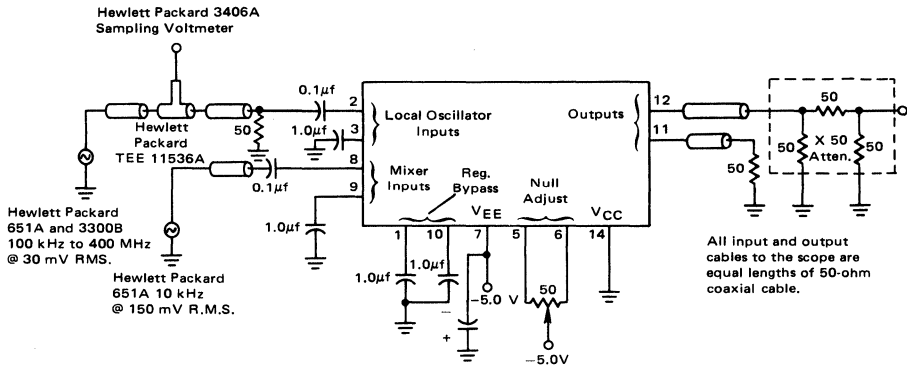 Hewlett Packard 3406A
Sampling Voltmeter
0.1μf
2
12
50
Local Oscillator
Inputs
Outputs
Hewlett
Packard
TEE 11536A
50
1.0μf
3
11
50
X 50
Atten.
50
8
50
Mixer
Inputs
Reg.
Bypass
Null
Adjust
0.1μf
9
Hewlett Packard
651A and 3300B
100 kHz to 400 MHz
@ 30 mV RMS.
1.0μf
VEE
VCC
1
10
7
5
6
14
All input and output
cables to the scope are
equal lengths of 50-ohm
coaxial cable.
1.0μf
1.0μf
50
Hewlett Packard
651A 10 kHz
@ 150 mV R.M.S.
−5.0 V
−
+
−5.0V